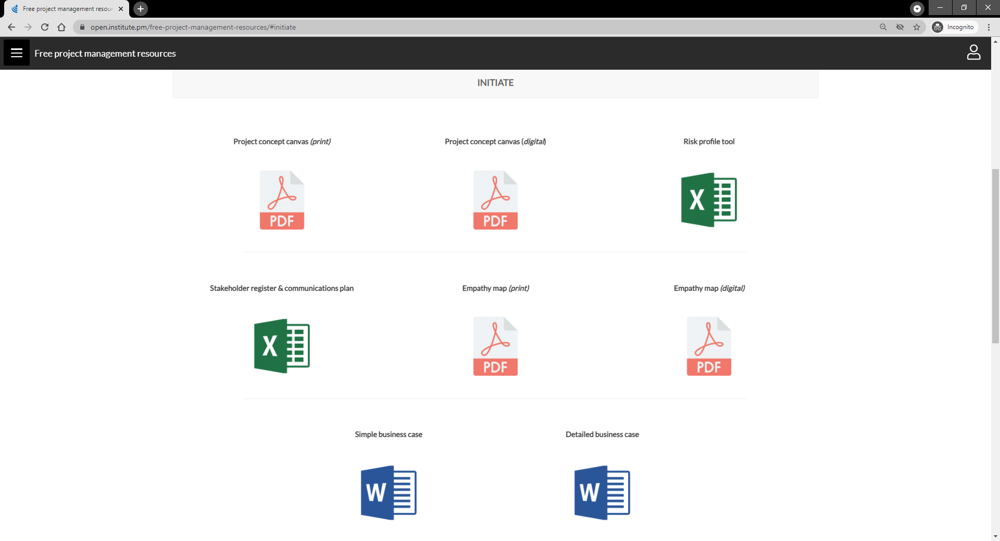 Free project management resour
open.institute.pm/free-project-management-resources/#initiate
Incognito
Free project management resources
INITIATE
Project concept canvas (print)
Project concept canvas (digital)
Risk profile tool
PDF
PDF
X
Stakeholder register & communications plan
Empathy map (print)
Empathy map (digital)
X
PDF
PDF
Simple business case
Detailed business case
W
W